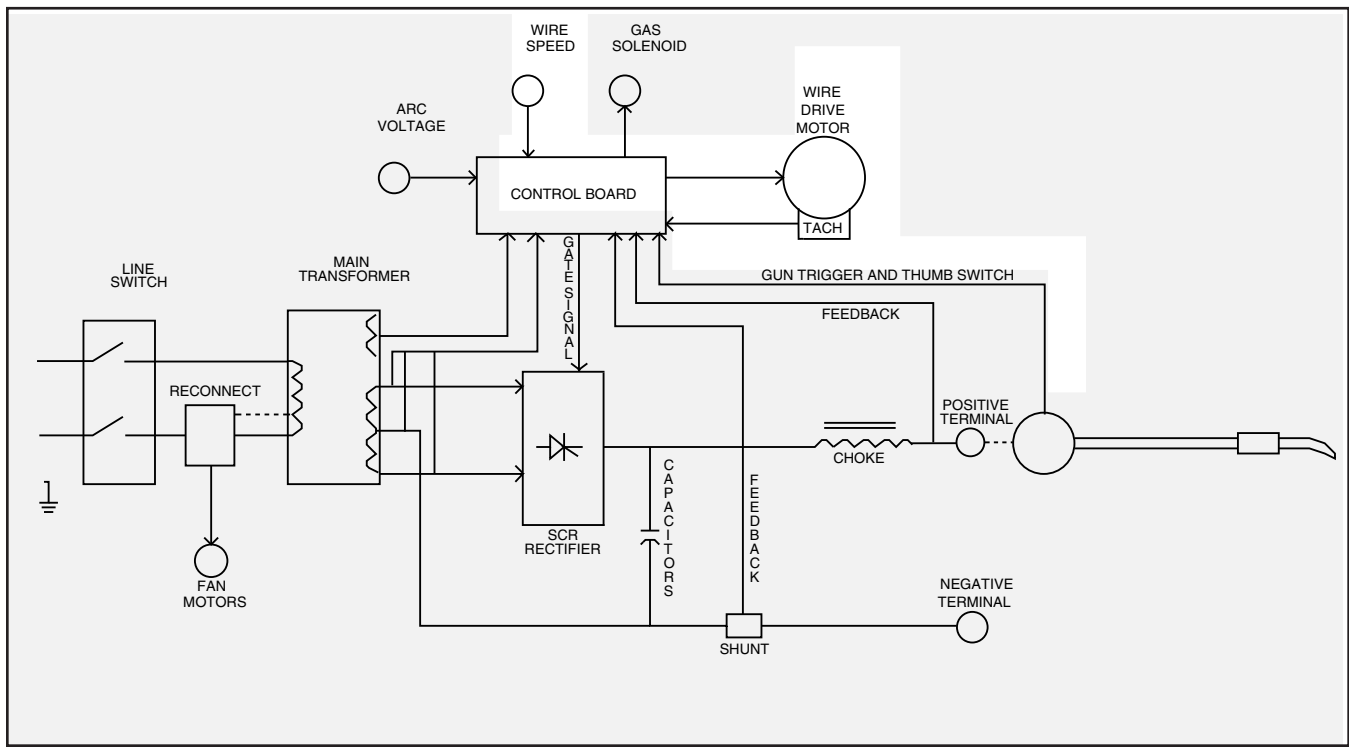 WIRE
SPEED
GAS
SOLENOID
ARC
VOLTAGE
WIRE
DRIVE
MOTOR
CONTROL BOARD
TACH
GATE SIGNAL
LINE
SWITCH
MAIN
TRANSFORMER
GUN TRIGGER AND THUMB SWITCH
FEEDBACK
RECONNECT
POSITIVE
TERMINAL
CHOKE
CAPACITORS
FEEDBACK
SCR
RECTIFIER
FAN
MOTORS
NEGATIVE
TERMINAL
SHUNT